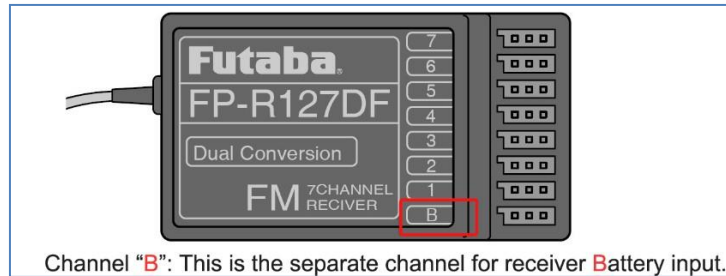 Futaba.
FP-R127DF
Dual Conversion
FM 7CHANNEL
RECIVER
7
6
5
4
3
2
1
B
Channel “B”: This is the separate channel for receiver Battery input.